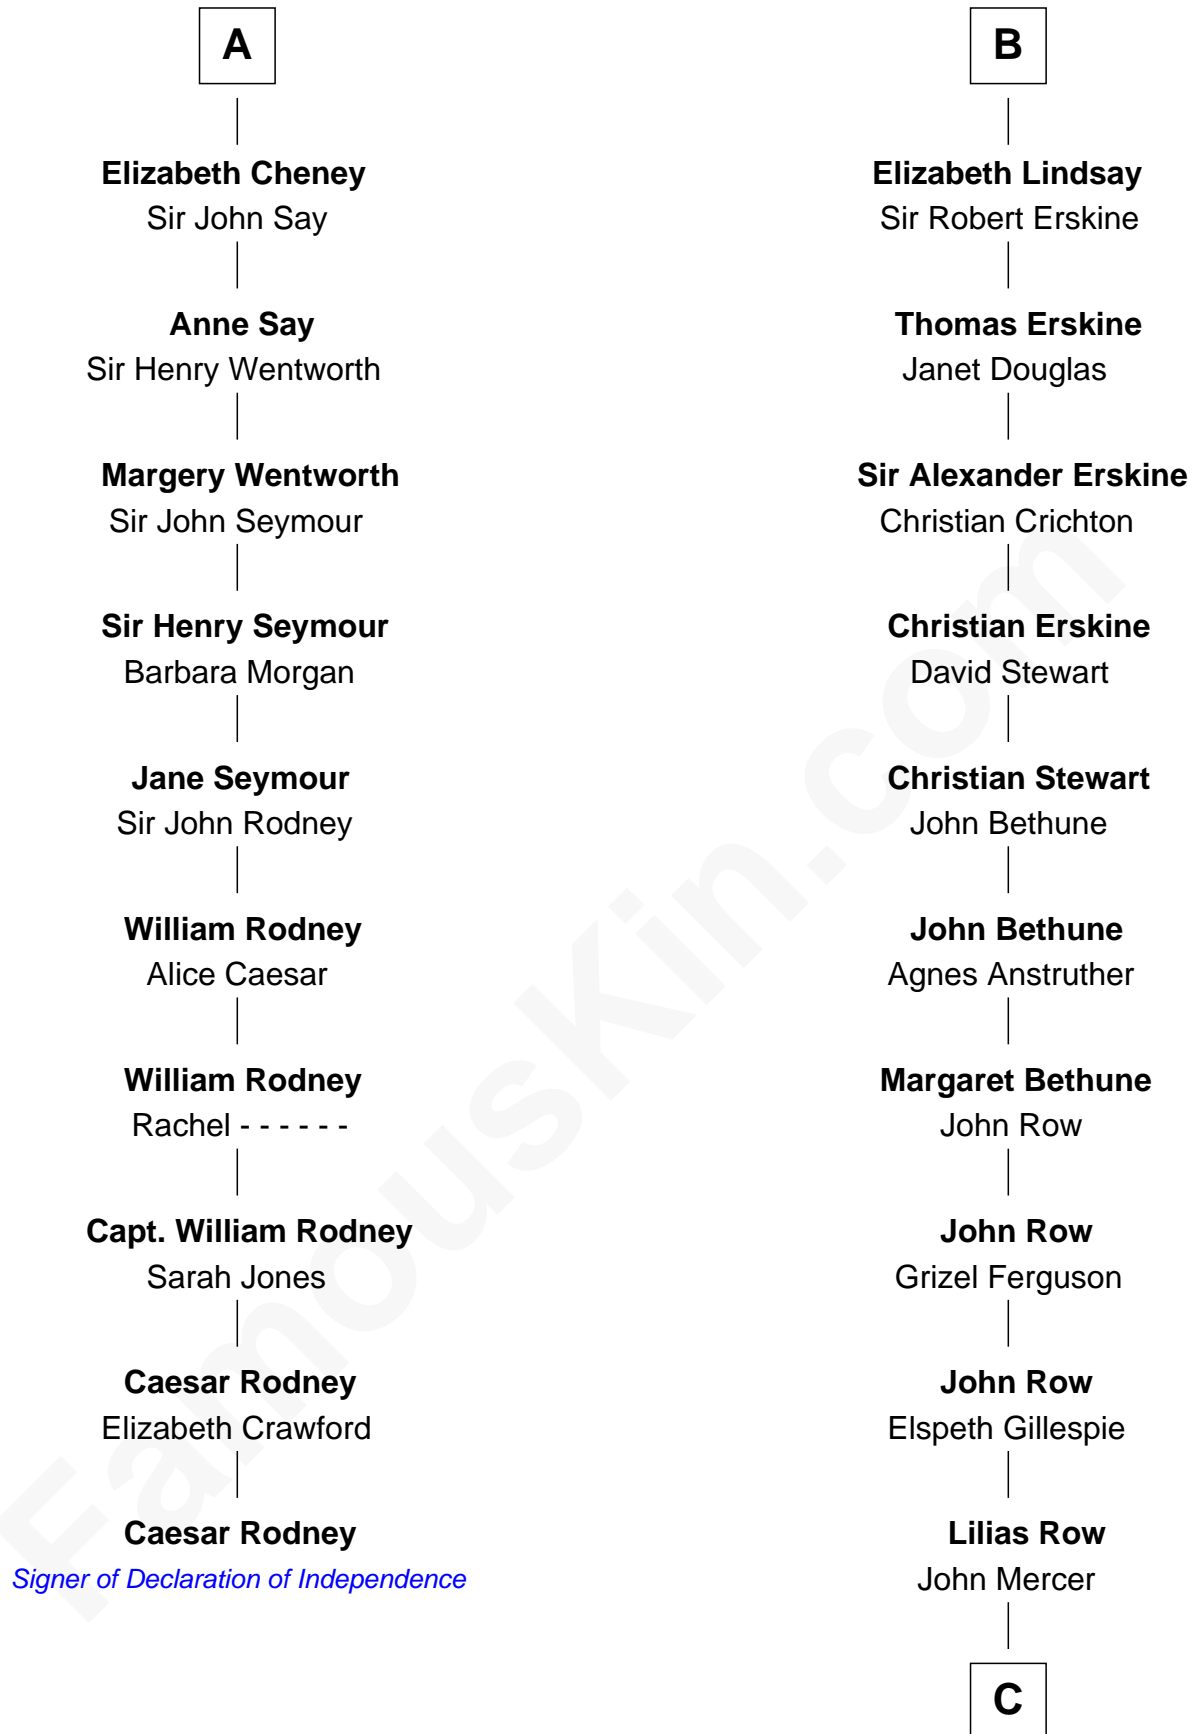 A
Elizabeth Cheney
Sir John Say
Anne Say
Sir Henry Wentworth
Margery Wentworth
Sir John Seymour
Sir Henry Seymour
Barbara Morgan
Jane Seymour
Sir John Rodney
William Rodney
Alice Caesar
William Rodney
Rachel - - - - - -
Capt. William Rodney
Sarah Jones
Caesar Rodney
Elizabeth Crawford
Caesar Rodney
Signer of Declaration of Independence
B
Elizabeth Lindsay
Sir Robert Erskine
Thomas Erskine
Janet Douglas
Sir Alexander Erskine
Christian Crichton
Christian Erskine
David Stewart
Christian Stewart
John Bethune
John Bethune
Agnes Anstruther
Margaret Bethune
John Row
John Row
Grizel Ferguson
John Row
Elspeth Gillespie
Lilias Row
John Mercer
C
FamousKin.com